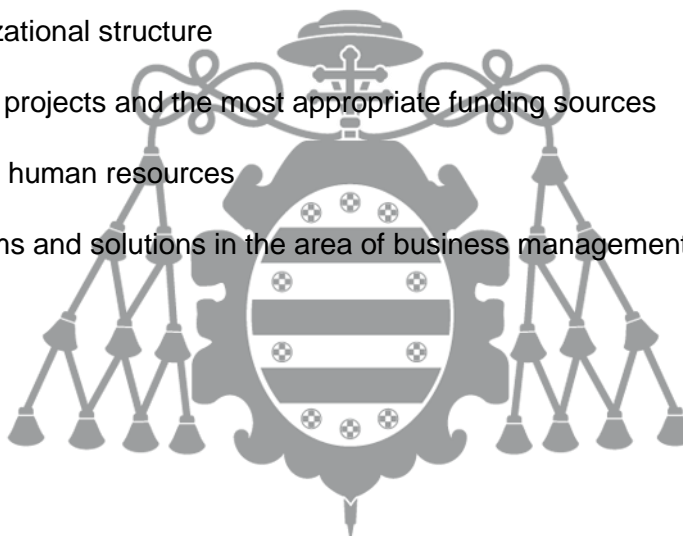 zational structure
projects and the most appropriate funding sources
human resources
ms and solutions in the area of business management